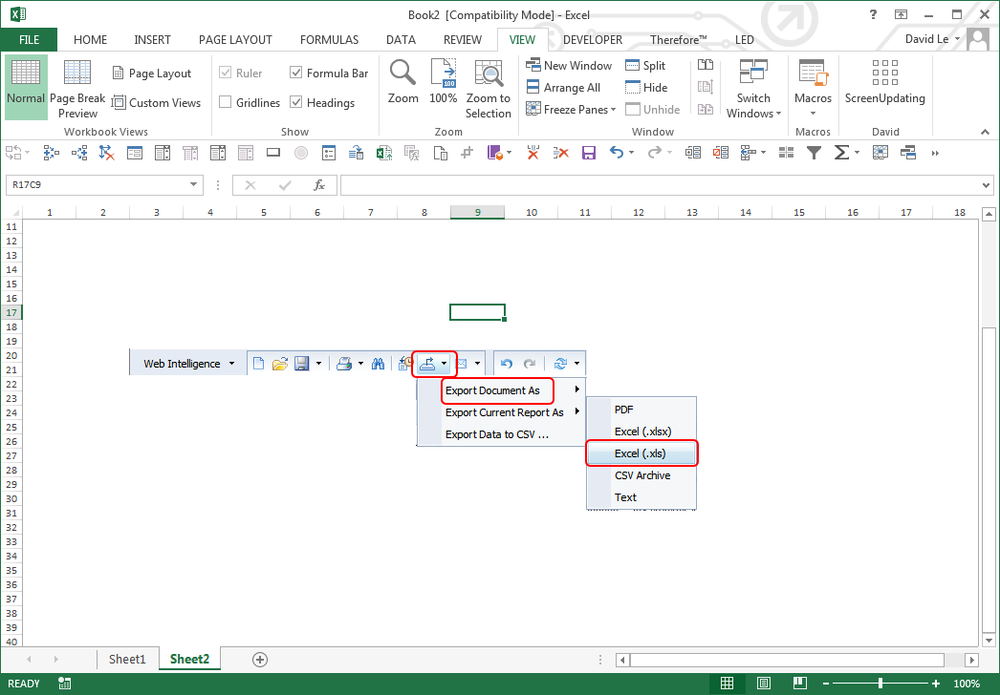 Book2 [Compatibility Mode] - Excel
FILE HOME INSERT PAGE LAYOUT FORMULAS DATA REVIEW VIEW DEVELOPER Therefore™ LED David Le
Normal
Page Break Preview
Page Layout
Custom Views
Workbook Views
Ruler
Formula Bar
Gridlines
Headings
Show
Zoom
100
100%
Zoom to Selection
Zoom
New Window
Arrange All
Freeze Panes
Split
Hide
Unhide
Switch Windows
Window
Macros
Macros
ScreenUpdating
David
R17C9
fx
1 2 3 4 5 6 7 8 9 10 11 12 13 14 15 16 17 18
11
12
13
14
15
16
17
18
19
20
21
22
23
24
25
26
27
28
29
30
31
32
33
34
35
36
37
38
39
40
Web Intelligence
Export Document As
Export Current Report As
Export Data to CSV ...
PDF
Excel (.xlsx)
Excel (.xls)
CSV Archive
Text
Sheet1 Sheet2
READY 100%